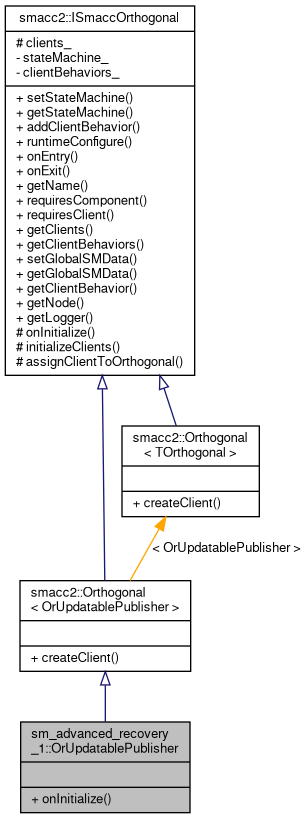 smacc2::ISmaccOrthogonal
# clients_
- stateMachine_
- clientBehaviors_
+ setStateMachine()
+ getStateMachine()
+ addClientBehavior()
+ runtimeConfigure()
+ onEntry()
+ onExit()
+ getName()
+ requiresComponent()
+ requiresClient()
+ getClients()
+ getClientBehaviors()
+ setGlobalSMData()
+ getGlobalSMData()
+ getClientBehavior()
+ getNode()
+ getLogger()
# onInitialize()
# initializeClients()
# assignClientToOrthogonal()
smacc2::Orthogonal
< TOrthogonal >
+ createClient()
< OrUpdatablePublisher >
smacc2::Orthogonal
< OrUpdatablePublisher >
+ createClient()
sm_advanced_recovery
_1::OrUpdatablePublisher
+ onInitialize()